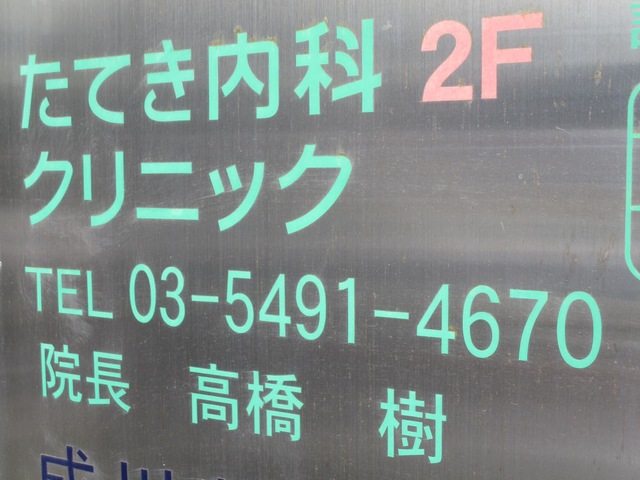 たてき内科 2F
クリニック
TEL 03-5491-4670
院長 高橋 樹